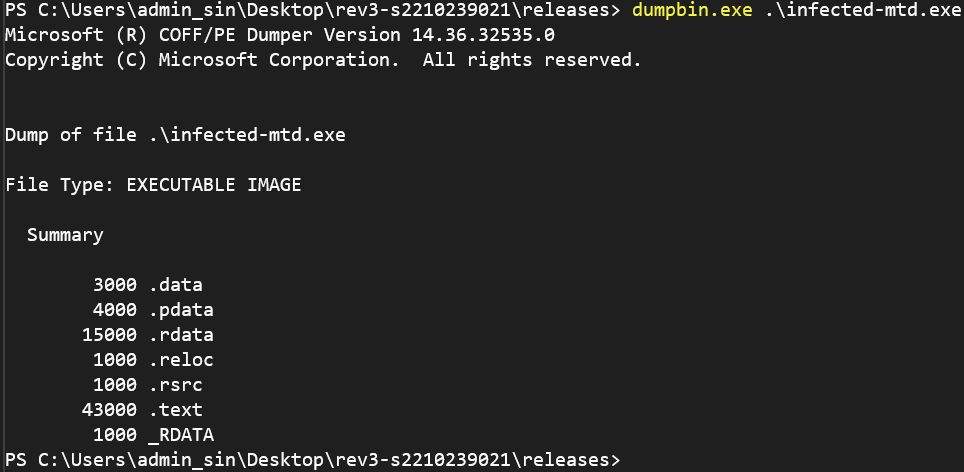 PS C:\Users\admin_sin\Desktop\rev3-s2210239021\releases> dumpbin.exe .\infected-mtd.exe
Microsoft (R) COFF/PE Dumper Version 14.36.32535.0
Copyright (C) Microsoft Corporation.  All rights reserved.
Dump of file .\infected-mtd.exe
File Type: EXECUTABLE IMAGE
Summary
3000 .data
4000 .pdata
15000 .rdata
1000 .reloc
1000 .rsrc
43000 .text
1000 _RDATA
PS C:\Users\admin_sin\Desktop\rev3-s2210239021\releases>